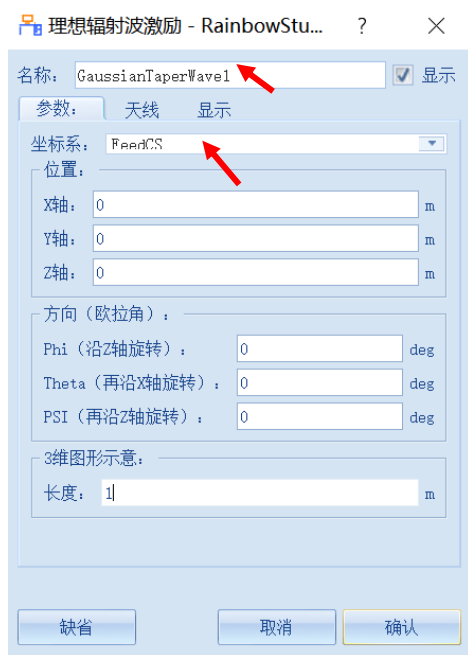 理想辐射波激励 - RainbowStu... ?
名称： GaussianTaperWave1 显示
参数： 天线 显示
坐标系： FeedCS
位置：
X轴： 0 m
Y轴： 0 m
Z轴： 0 m
方向（欧拉角）：
Phi（沿Z轴旋转）： 0 deg
Theta（再沿X轴旋转）： 0 deg
PSI（再沿Z轴旋转）： 0 deg
3维图形示意：
长度： 1 m
缺省 取消 确认